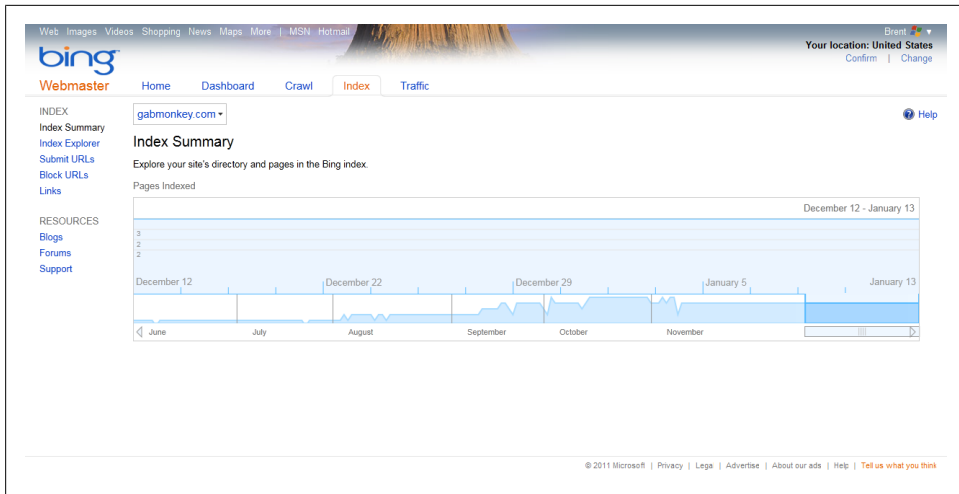 Web Images Videos Shopping News Maps More | MSN Hotmail
Brent
Your location: United States
Confirm | Change
bing
Webmaster
Home Dashboard Crawl Index Traffic
INDEX
Index Summary
Index Explorer
Submit URLs
Block URLs
Links
RESOURCES
Blogs
Forums
Support
gabmonkey.com
Help
Index Summary
Explore your site's directory and pages in the Bing index.
Pages Indexed
December 12 - January 13
3
2
2
December 12 December 22 December 29 January 5 January 13
June July August September October November
© 2011 Microsoft | Privacy | Lega | Advertise | About our ads | Help | Tell us what you think